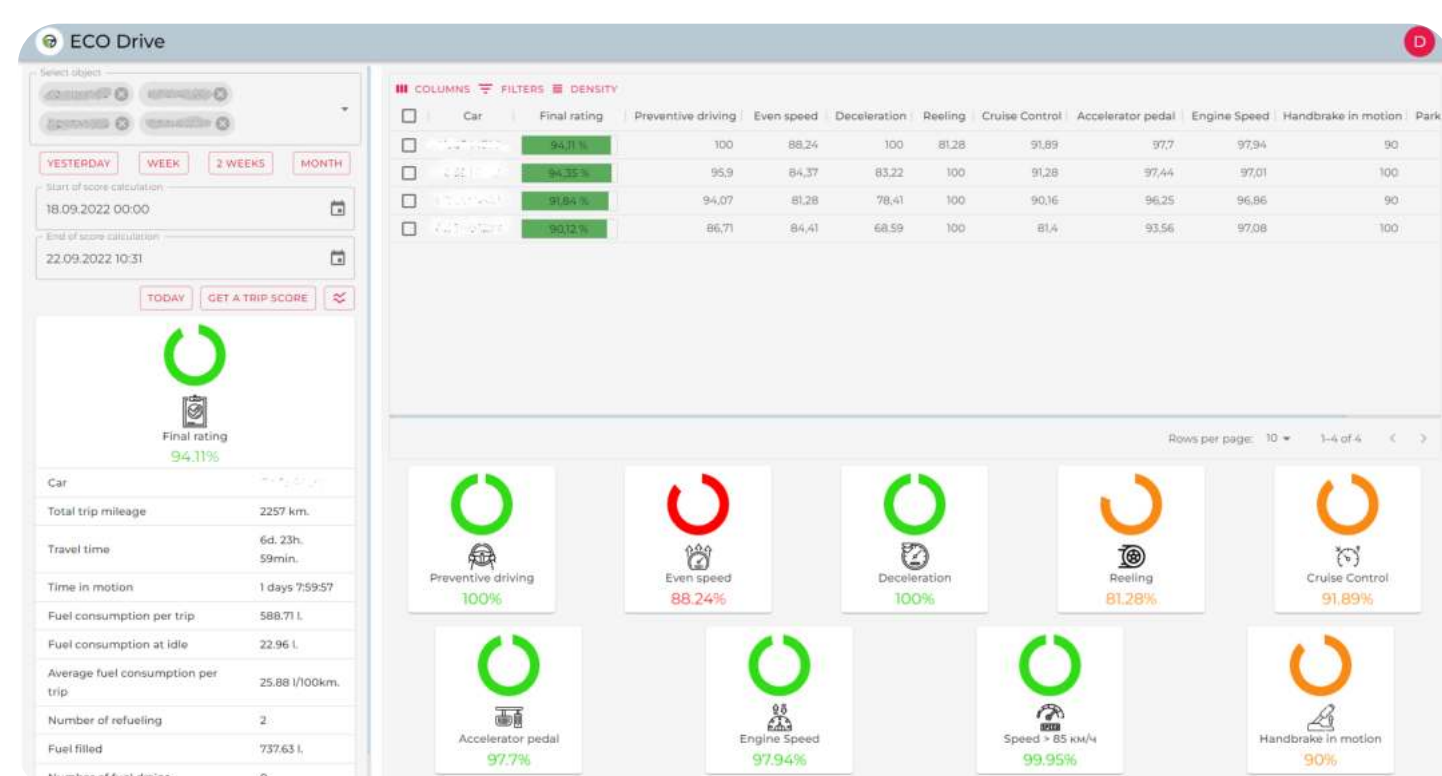 ECO Drive
D
Select object
YESTERDAY WEEK 2 WEEKS MONTH
Start of score calculation
18.09.2022 00:00
End of score calculation
22.09.2022 10:31
TODAY GET A TRIP SCORE
Final rating
94.11%
Car
Total trip mileage 2257 km.
Travel time 6d. 23h. 59min.
Time in motion 1 days 7:59:57
Fuel consumption per trip 588.71 l.
Fuel consumption at idle 22.96 l.
Average fuel consumption per trip 25.88 l/100km.
Number of refueling 2
Fuel filled 737.63 l.
Number of fuel drains 0
COLUMNS FILTERS DENSITY
Car Final rating Preventive driving Even speed Deceleration Reeling Cruise Control Accelerator pedal Engine Speed Handbrake in motion Park
94,11 % 100 88,24 100 81,28 91,89 97,7 97,94 90
94,35 % 95,9 84,37 83,22 100 91,28 97,44 97,01 100
91,84 % 94,07 81,28 78,41 100 90,16 96,25 96,86 90
90,12 % 86,71 84,41 68,59 100 81,4 93,56 97,08 100
Rows per page: 10 1-4 of 4
Preventive driving Even speed Deceleration Reeling Cruise Control
100% 88.24% 100% 81.28% 91.89%
Accelerator pedal Engine Speed Speed > 85 км/ч Handbrake in motion
97.7% 97.94% 99.95% 90%